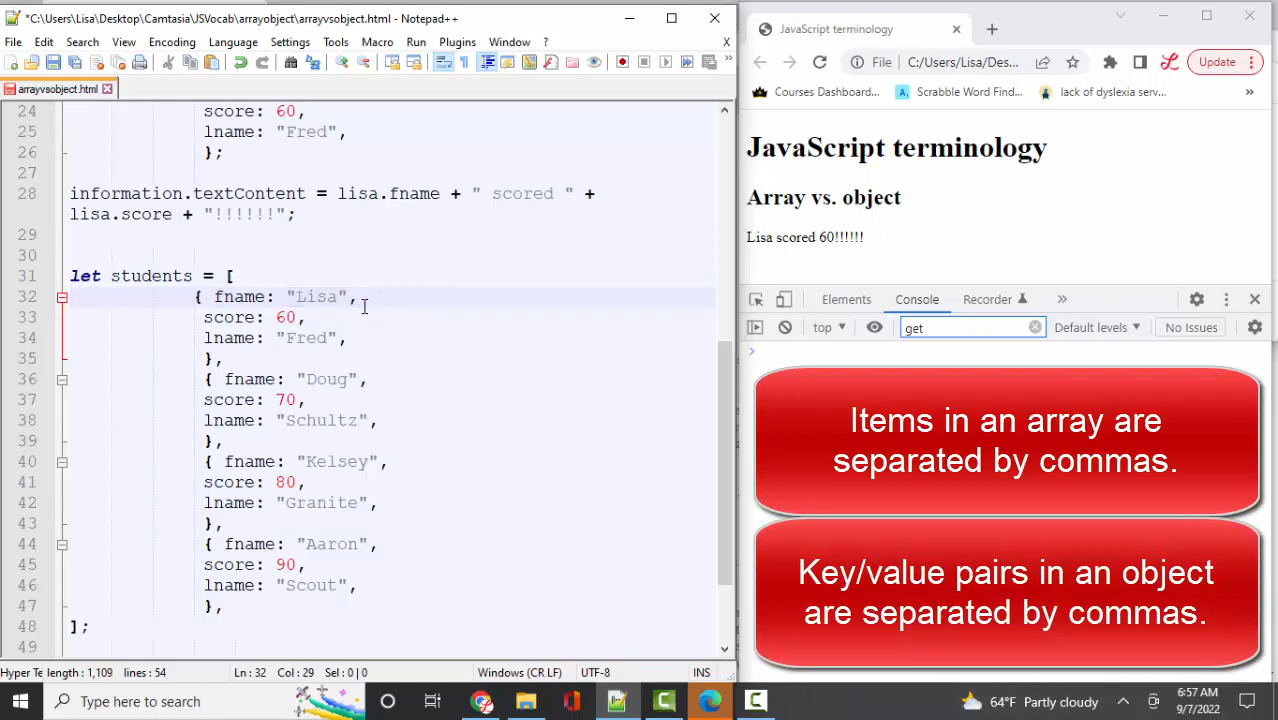 *C:\Users\Lisa\Desktop\Camtasia\JSVocab\arrayobject\arrayvsobject.html - Notepad++
File Edit Search View Encoding Language Settings Tools Macro Run Plugins Window ? X
arrayvsobject.html
24 score: 60,
25 lname: "Fred",
26 };
27
28 information.textContent = lisa.fname + " scored " +
lisa.score + "!!!!!!";
29
30
31 let students = [
32 { fname: "Lisa",
33 score: 60,
34 lname: "Fred",
35 },
36 { fname: "Doug",
37 score: 70,
38 lname: "Schultz",
39 },
40 { fname: "Kelsey",
41 score: 80,
42 lname: "Granite",
43 },
44 { fname: "Aaron",
45 score: 90,
46 lname: "Scout",
47 },
48 ];
49
Hyper Te length : 1,109 lines : 54 Ln : 32 Col : 29 Sel : 0 | 0 Windows (CR LF) UTF-8 INS
JavaScript terminology
File C:/Users/Lisa/Des... Update
Courses Dashboard... Scrabble Word Find... lack of dyslexia serv... »
JavaScript terminology
Array vs. object
Lisa scored 60!!!!!!
Elements Console Recorder »
top get Default levels No Issues
Items in an array are
separated by commas.
Key/value pairs in an object
are separated by commas.
Type here to search
64°F Partly cloudy
6:57 AM
9/7/2022